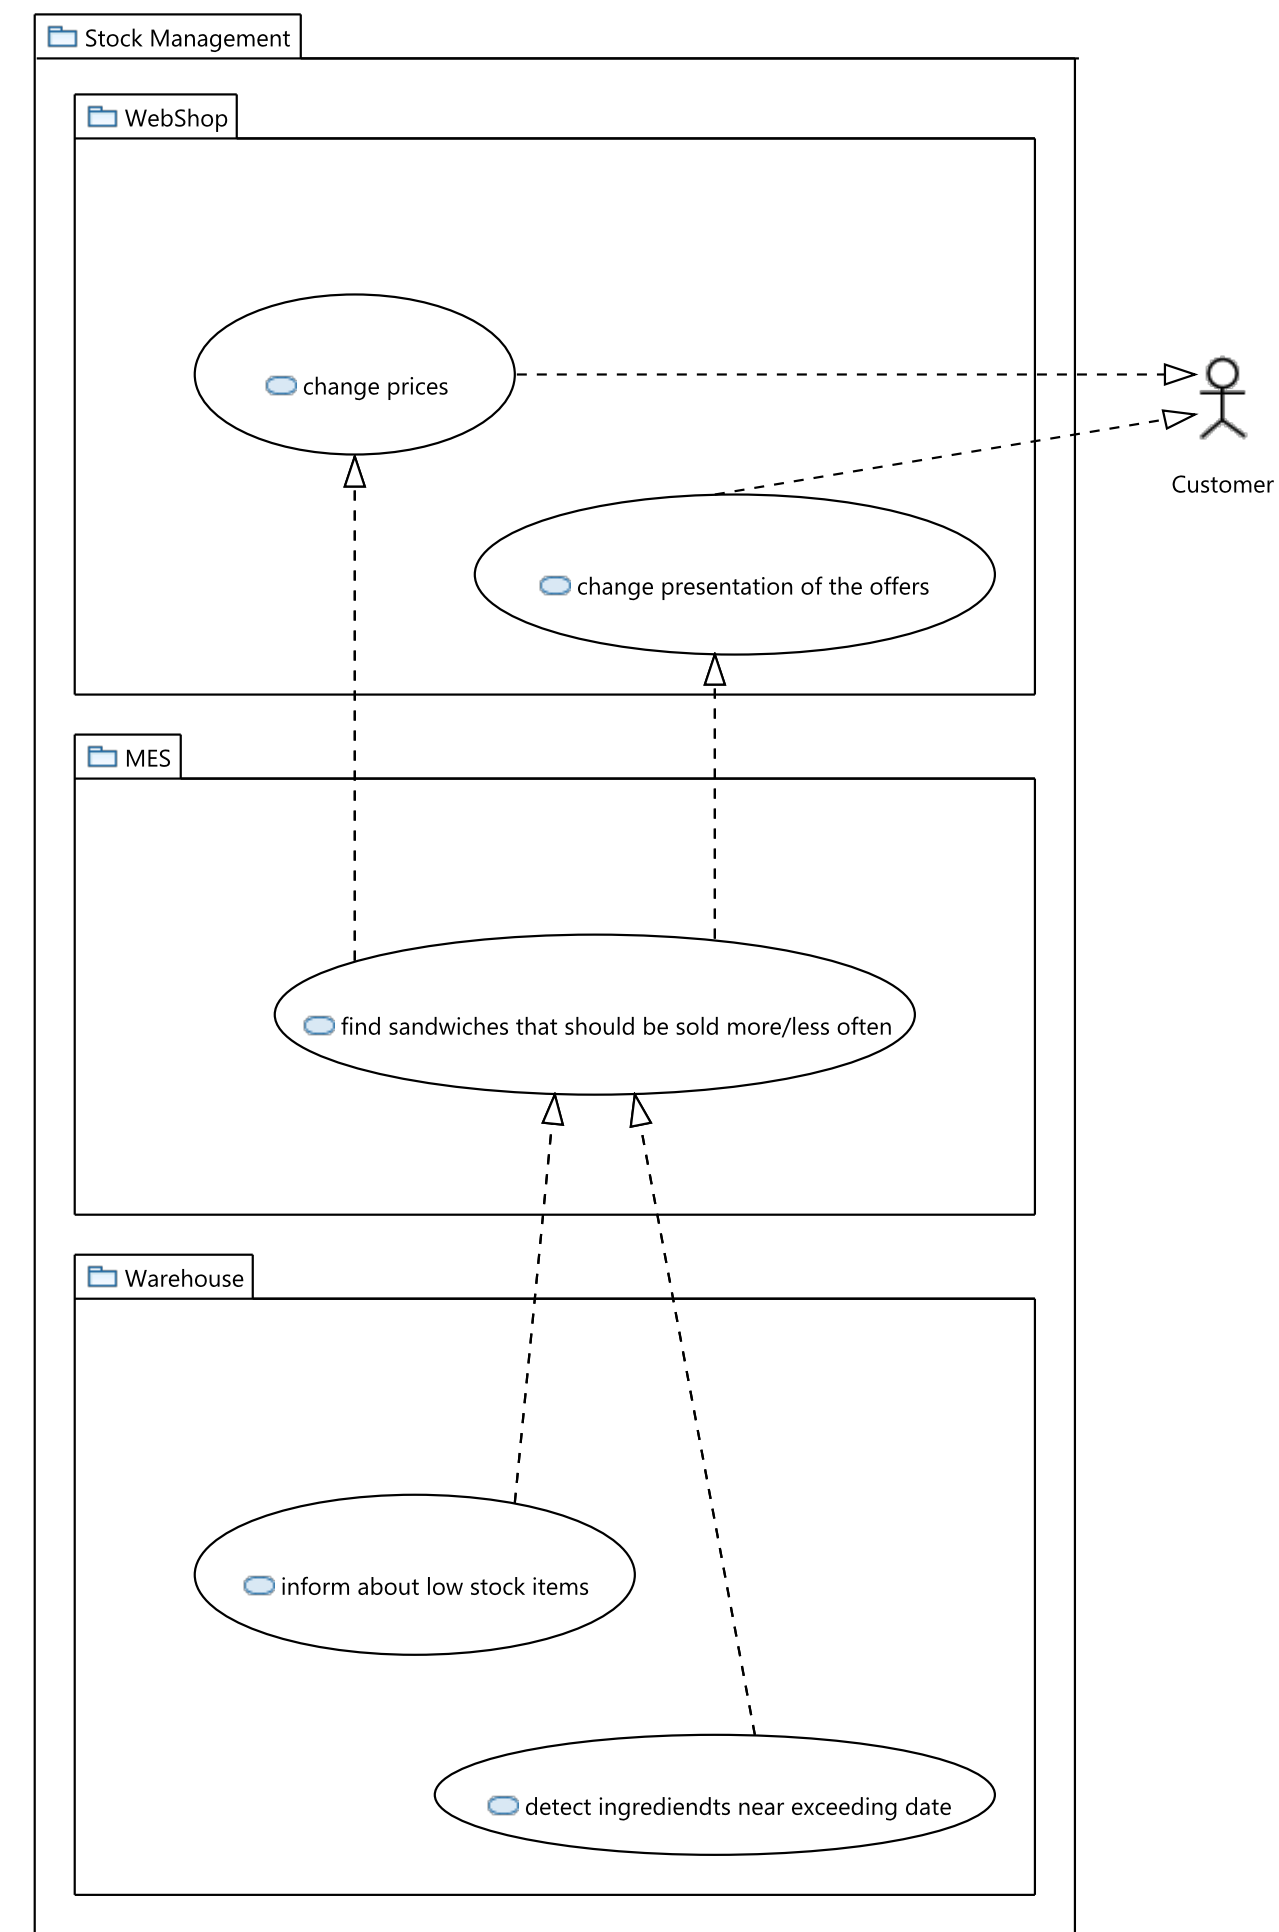 Stock Management
WebShop
change prices
Customer
change presentation of the offers
MES
find sandwiches that should be sold more/less often
Warehouse
inform about low stock items
detect ingrediendts near exceeding date